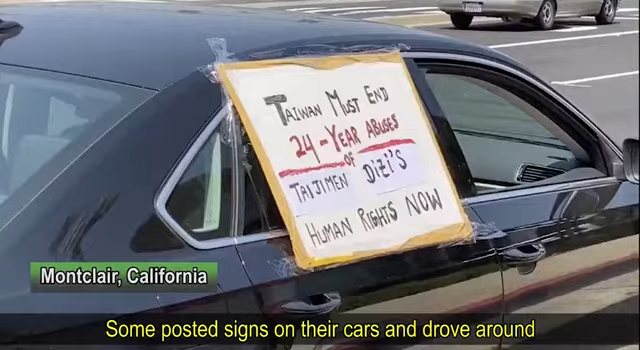 TAIWAN MUST END
24-YEAR ABUSES
OF
TAIJIMEN DIZI'S
HUMAN RIGHTS NOW
Montclair, California
Some posted signs on their cars and drove around